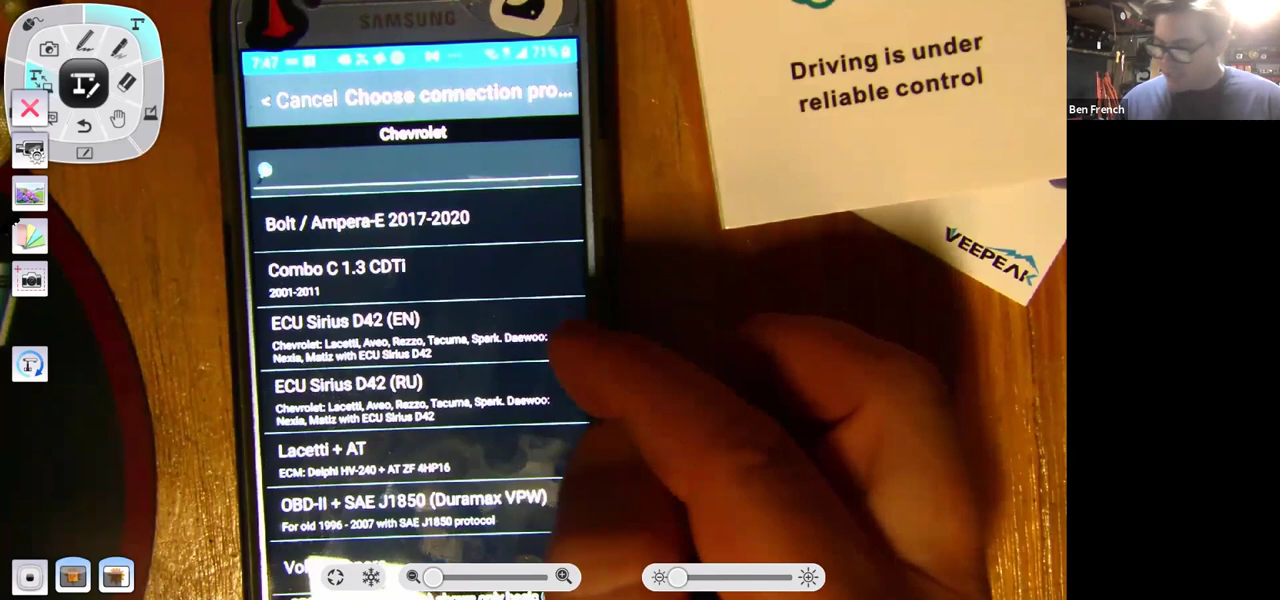 SAMSUNG
7:47
71%
< Cancel Choose connection pro...
Chevrolet
Bolt / Ampera-E 2017-2020
Combo C 1.3 CDTi
2001-2011
ECU Sirius D42 (EN)
Chevrolet: Lacetti, Aveo, Rezzo, Tacuma, Spark. Daewoo:
Nexia, Matiz with ECU Sirius D42
ECU Sirius D42 (RU)
Chevrolet: Lacetti, Aveo, Rezzo, Tacuma, Spark. Daewoo:
Nexia, Matiz with ECU Sirius D42
Lacetti + AT
ECM: Delphi HV-240 + AT ZF 4HP16
OBD-II + SAE J1850 (Duramax VPW)
For old 1996 - 2007 with SAE J1850 protocol
Driving is under
reliable control
VEEPEAK
Ben French